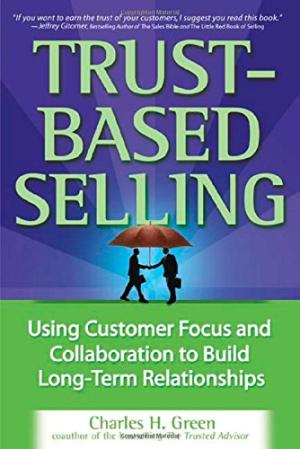 "If you want to earn the trust of your customers, I suggest you read this book."
—Jeffrey Gitomer, Bestselling Author of The Sales Bible and The Little Red Book of Selling
TRUST-
BASED
SELLING
Using Customer Focus and
Collaboration to Build
Long-Term Relationships
Charles H. Green
coauthor of the Trusted Advisor